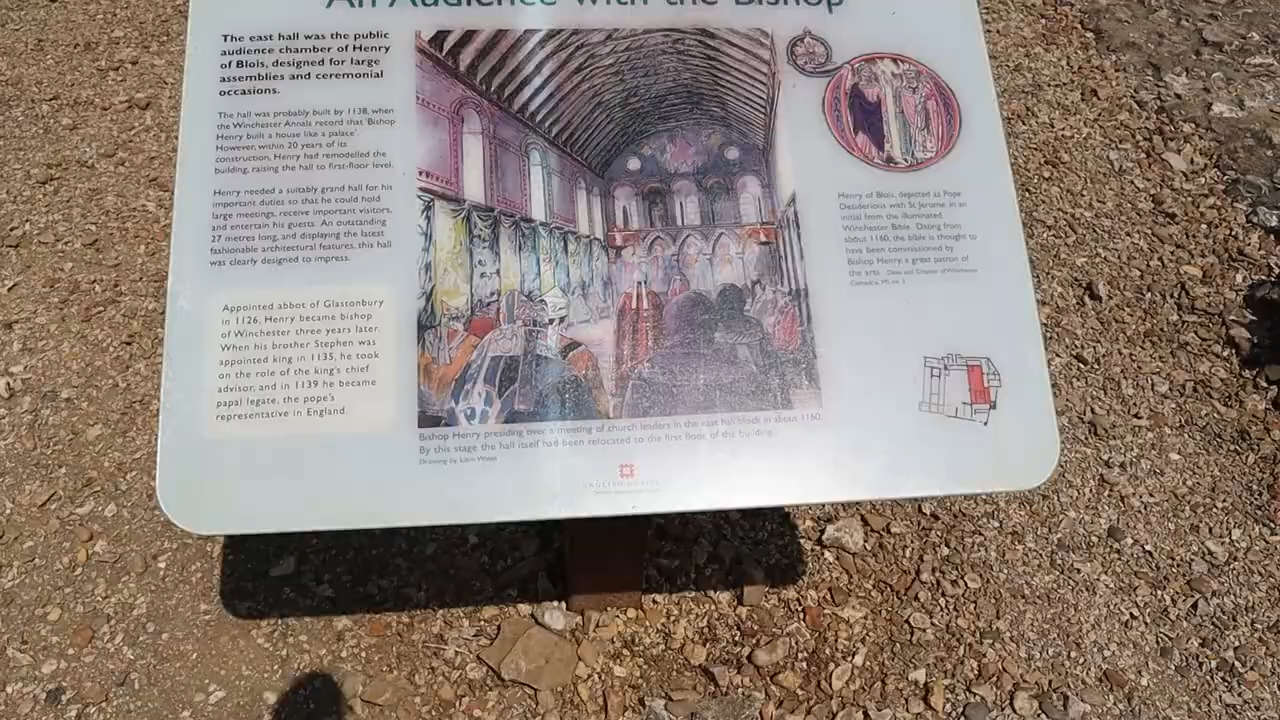 An Audience with the Bishop
The east hall was the public
audience chamber of Henry
of Blois, designed for large
assemblies and ceremonial
occasions.
The hall was probably built by 1138, when
the Winchester Annals record that 'Bishop
Henry built a house like a palace'.
However, within 20 years of its
construction, Henry had remodelled the
building, raising the hall to first-floor level.
Henry needed a suitably grand hall for his
important duties so that he could hold
large meetings, receive important visitors,
and entertain his guests. An outstanding
27 metres long, and displaying the latest
fashionable architectural features, this hall
was clearly designed to impress.
Appointed abbot of Glastonbury
in 1126, Henry became bishop
of Winchester three years later.
When his brother Stephen was
appointed king in 1135, he took
on the role of the king's chief
advisor, and in 1139 he became
papal legate, the pope's
representative in England.
Bishop Henry presiding over a meeting of church leaders in the east hall block in about 1160.
By this stage the hall itself had been relocated to the first floor of the building.
Drawing by
Henry of Blois, depicted as Pope
Desiderious with St Jerome, in an
initial from the illuminated
Winchester Bible. Dating from
about 1160, the bible is thought to
have been commissioned by
Bishop Henry, a great patron of
the arts. Dean and Chapter of Winchester
Cathedral,
ENGLISH HERITAGE